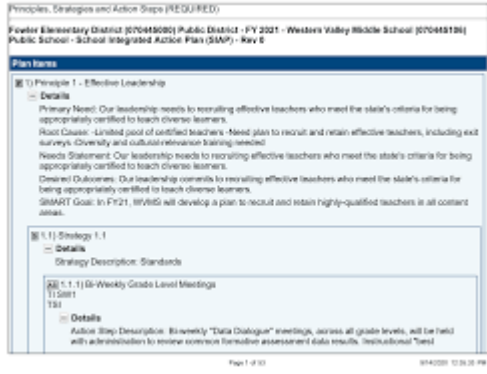 Principles, Strategies and Action Steps (REQUIRED)
Fowler Elementary District (070445000) Public District - FY 2021 - Western Valley Middle School (070445106)
Public School - School Integrated Action Plan (SIAP) - Rev 0
Plan Items
1) Principle 1 - Effective Leadership
Details
Primary Need: Our leadership needs to recruiting effective teachers who meet the state's criteria for being
appropriately certified to teach diverse learners.
Root Cause: -Limited pool of certified teachers -Need plan to recruit and retain effective teachers, including exit
surveys -Diversity and cultural relevance training needed
Needs Statement: Our leadership needs to recruiting effective teachers who meet the state's criteria for being
appropriately certified to teach diverse learners.
Desired Outcomes: Our leadership commits to recruiting effective teachers who meet the state's criteria for
being appropriately certified to teach diverse learners.
SMART Goal: In FY21, WVMS will develop a plan to recruit and retain highly-qualified teachers in all content
areas.
1.1) Strategy 1.1
Details
Strategy Description: Standards
AS 1.1.1) Bi-Weekly Grade Level Meetings
TI SW1
TSI
Details
Action Step Description: Bi-weekly "Data Dialogue" meetings, across all grade levels, will be held
with administration to review common formative assessment data results. Instructional "best
Page 1 of 53